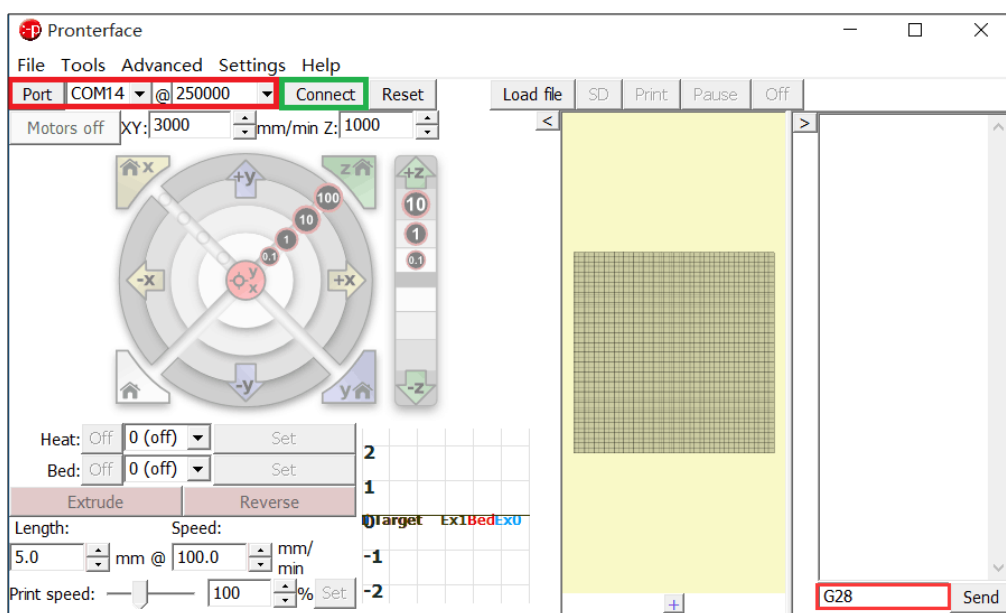 Pronterface
File Tools Advanced Settings Help
Port COM14 @ 250000 Connect Reset Load file SD Print Pause Off
Motors off XY: 3000 mm/min Z: 1000 < >
x +y z +Z
100 10
10 1
1 0.1
0.1
-x y x +x
-y y -Z
Heat: Off 0 (off) Set
Bed: Off 0 (off) Set
Extrude Reverse
Length: Speed:
5.0 mm @ 100.0 mm/
min
Print speed: 100 % Set
2
1
0 Target Ex1 Bed Ex0
-1
-2
+
G28 Send